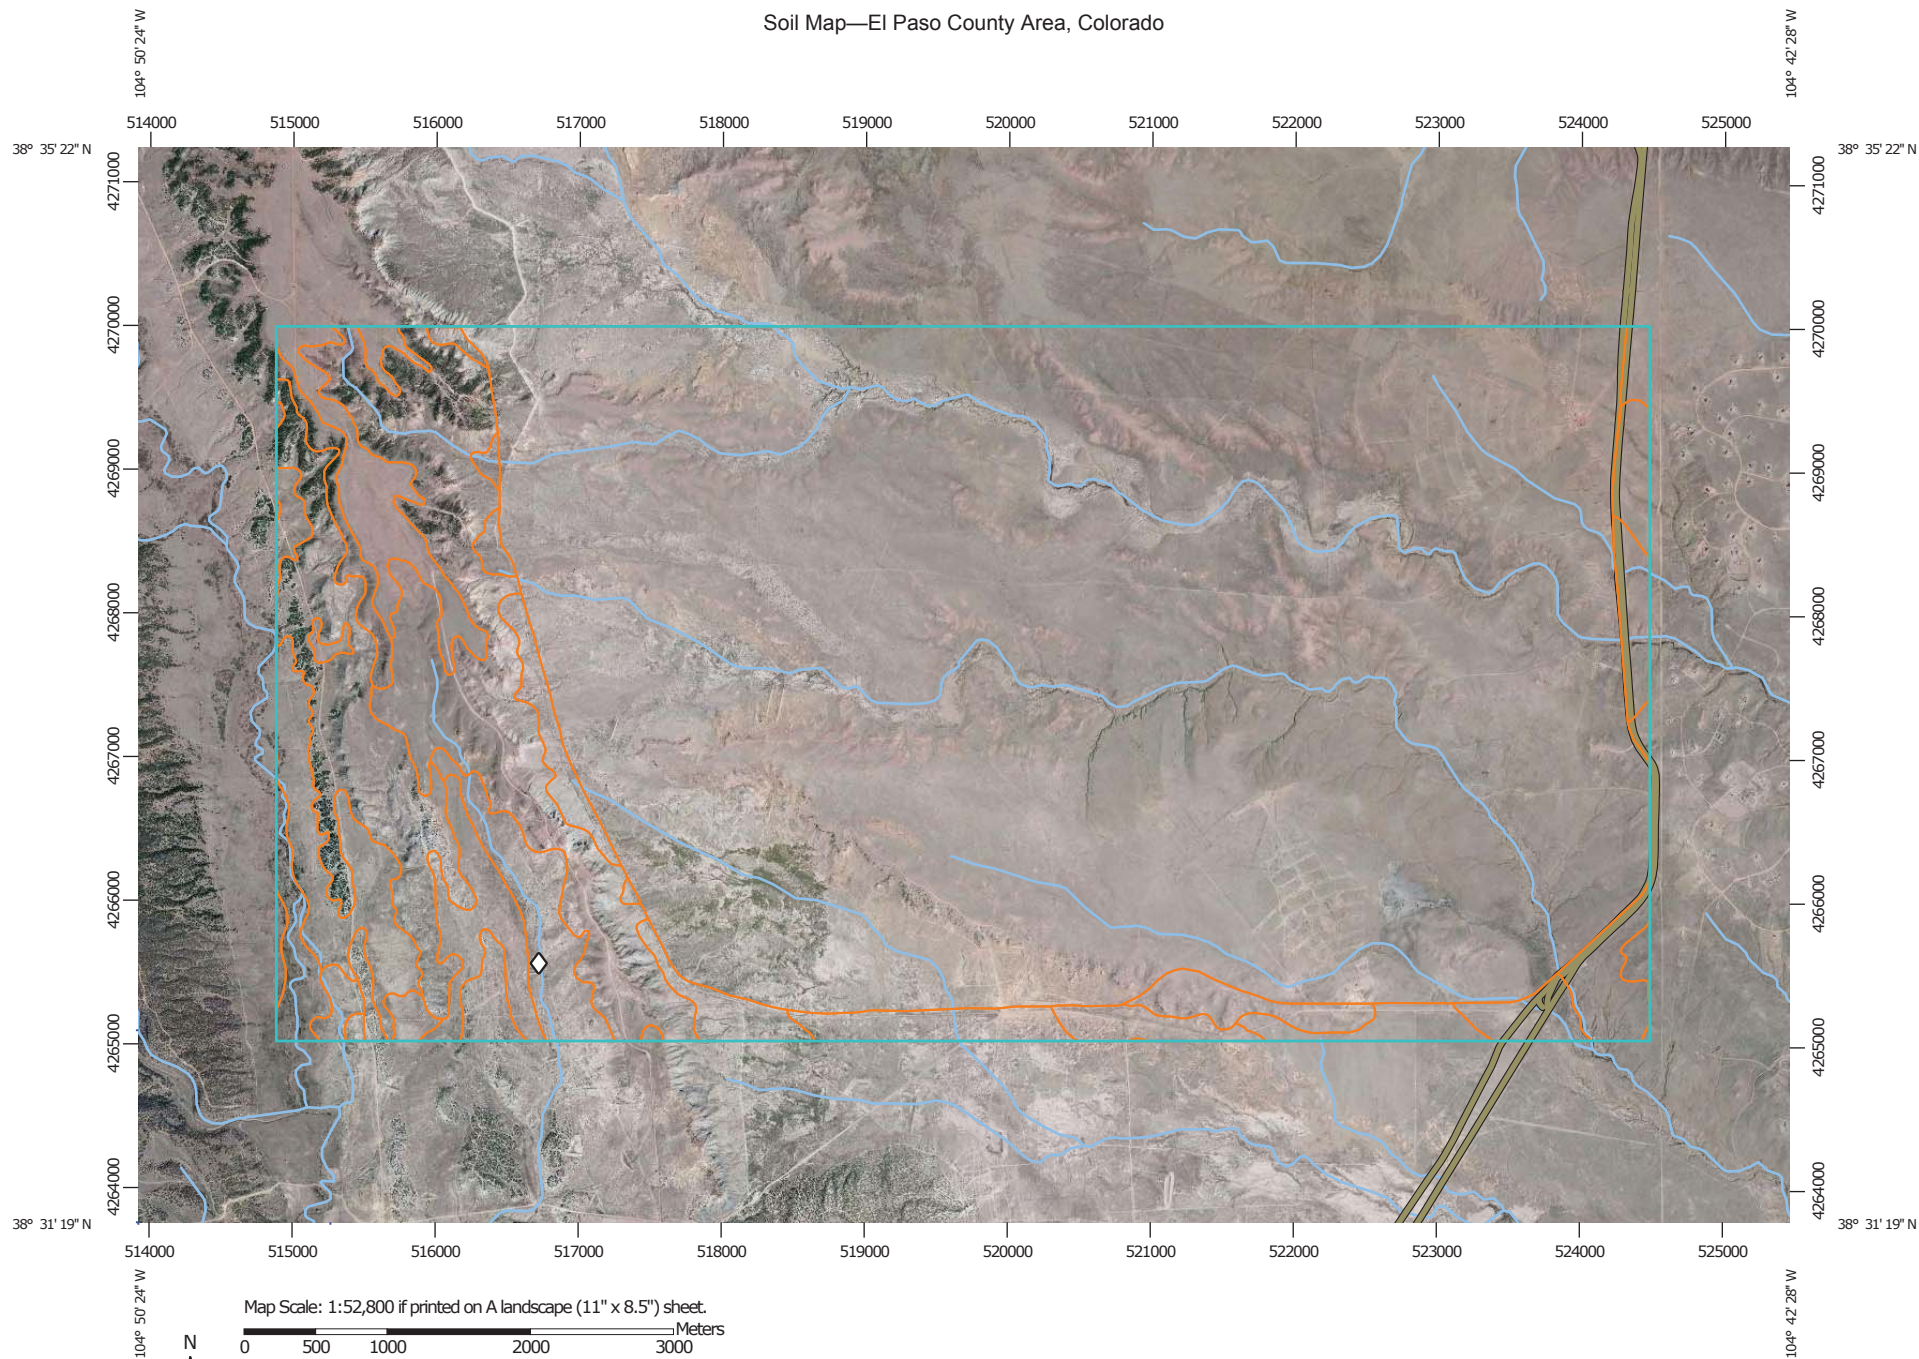 Soil Map—El Paso County Area, Colorado
104° 50' 24" W
104° 42' 28" W
514000 515000 516000 517000 518000 519000 520000 521000 522000 523000 524000 525000
38° 35' 22" N
38° 35' 22" N
4271000
4270000
4269000
4268000
4267000
4266000
4265000
4264000
4271000
4270000
4269000
4268000
4267000
4266000
4265000
4264000
38° 31' 19" N
38° 31' 19" N
514000 515000 516000 517000 518000 519000 520000 521000 522000 523000 524000 525000
104° 50' 24" W
104° 42' 28" W
Map Scale: 1:52,800 if printed on A landscape (11" x 8.5") sheet.
Meters
N
0 500 1000 2000 3000